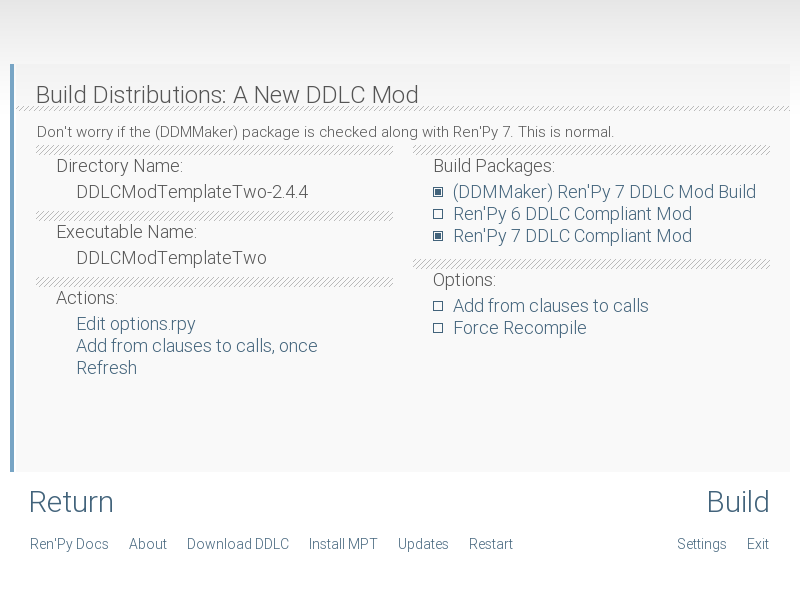 Build Distributions: A New DDLC Mod
Don't worry if the (DDMMaker) package is checked along with Ren'Py 7. This is normal.
Directory Name:
DDLCModTemplateTwo-2.4.4
Executable Name:
DDLCModTemplateTwo
Actions:
Edit options.rpy
Add from clauses to calls, once
Refresh
Build Packages:
(DDMMaker) Ren'Py 7 DDLC Mod Build
Ren'Py 6 DDLC Compliant Mod
Ren'Py 7 DDLC Compliant Mod
Options:
Add from clauses to calls
Force Recompile
Return
Build
Ren'Py Docs About Download DDLC Install MPT Updates Restart Settings Exit